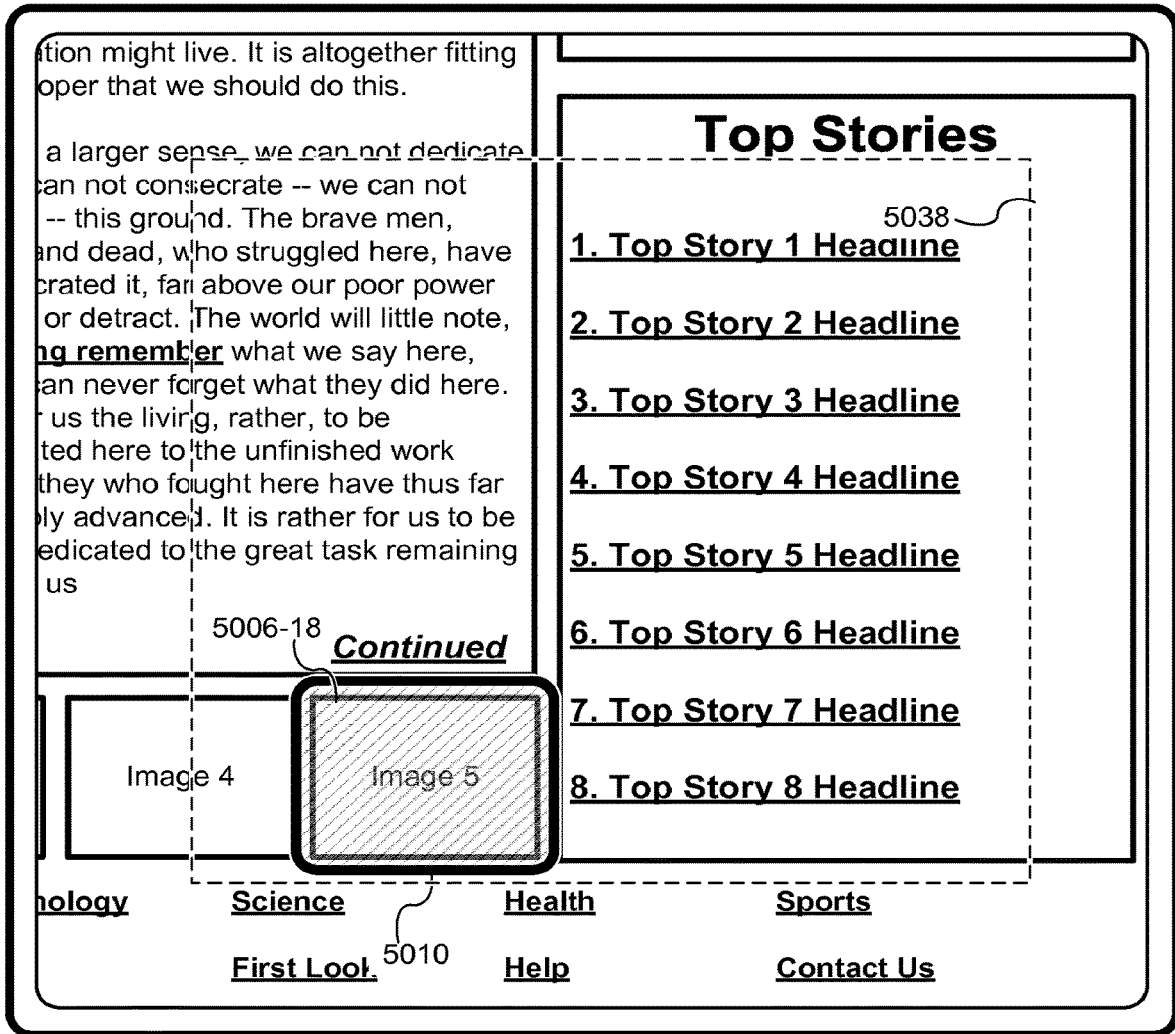 tion might live. It is altogether fitting
oper that we should do this.
a larger sense, we can not dedicate
can not consecrate -- we can not
-- this ground. The brave men,
and dead, who struggled here, have
crated it, far above our poor power
or detract. The world will little note,
ng remember what we say here,
can never forget what they did here.
us the living, rather, to be
ted here to the unfinished work
they who fought here have thus far
ly advanced. It is rather for us to be
edicated to the great task remaining
us
Continued
5006-18
Image 4
Image 5
Top Stories
5038
1. Top Story 1 Headline
2. Top Story 2 Headline
3. Top Story 3 Headline
4. Top Story 4 Headline
5. Top Story 5 Headline
6. Top Story 6 Headline
7. Top Story 7 Headline
8. Top Story 8 Headline
nology Science Health Sports
5010
First Look Help Contact Us